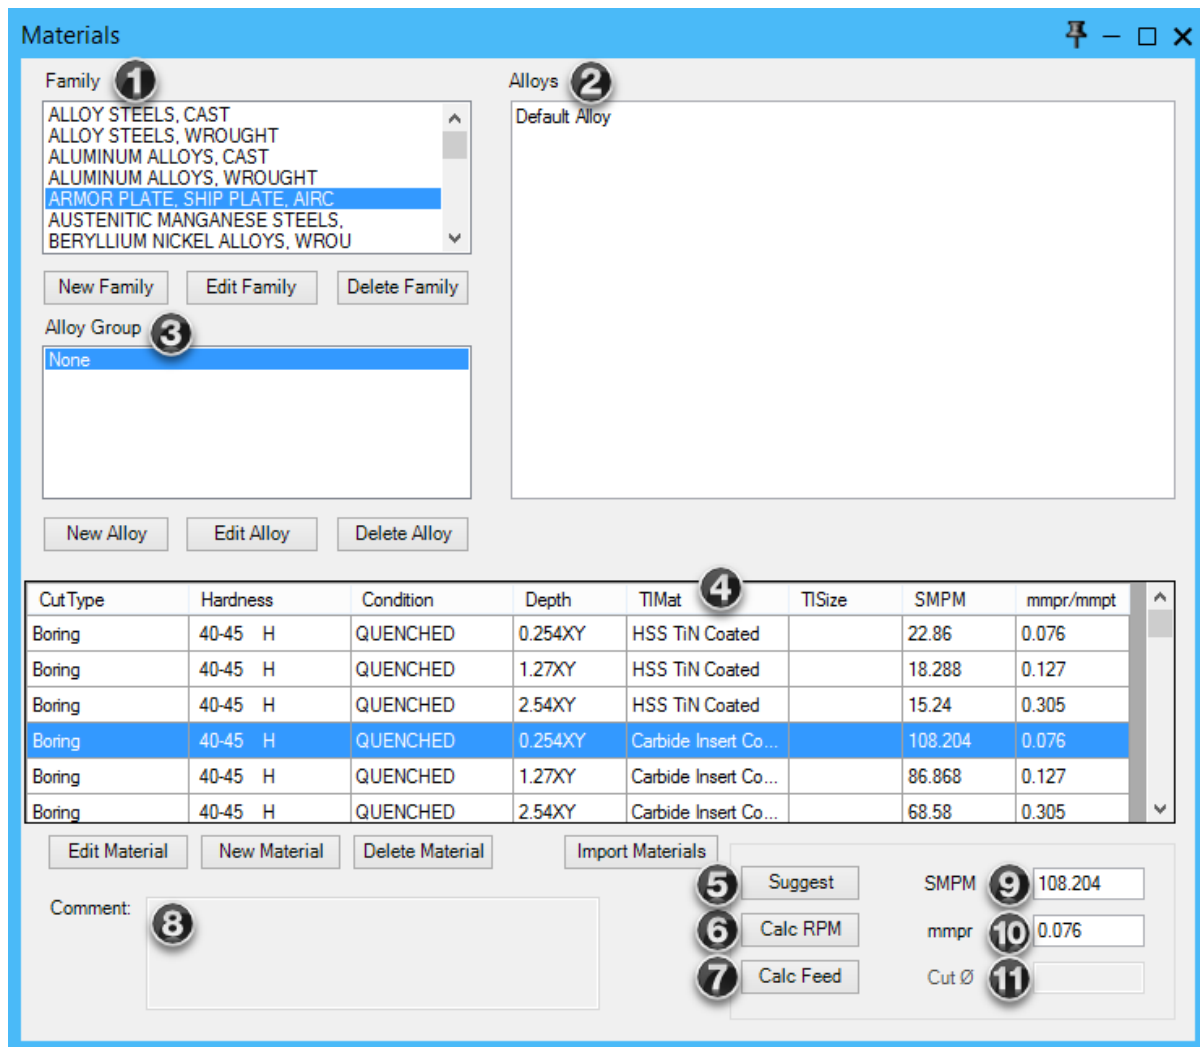 Materials
Family 1
ALLOY STEELS, CAST
ALLOY STEELS, WROUGHT
ALUMINUM ALLOYS, CAST
ALUMINUM ALLOYS, WROUGHT
ARMOR PLATE, SHIP PLATE, AIRC
AUSTENITIC MANGANESE STEELS,
BERYLLIUM NICKEL ALLOYS, WROU
New Family Edit Family Delete Family
Alloys 2
Default Alloy
Alloy Group 3
None
New Alloy Edit Alloy Delete Alloy
4
CutType Hardness Condition Depth TlMat TlSize SMPM mmpr/mmpt
Boring 40-45 H QUENCHED 0.254XY HSS TiN Coated 22.86 0.076
Boring 40-45 H QUENCHED 1.27XY HSS TiN Coated 18.288 0.127
Boring 40-45 H QUENCHED 2.54XY HSS TiN Coated 15.24 0.305
Boring 40-45 H QUENCHED 0.254XY Carbide Insert Co... 108.204 0.076
Boring 40-45 H QUENCHED 1.27XY Carbide Insert Co... 86.868 0.127
Boring 40-45 H QUENCHED 2.54XY Carbide Insert Co... 68.58 0.305
Edit Material New Material Delete Material Import Materials
Comment: 8
5 Suggest SMPM 9 108.204
6 Calc RPM mmpr 10 0.076
7 Calc Feed Cut Ø 11